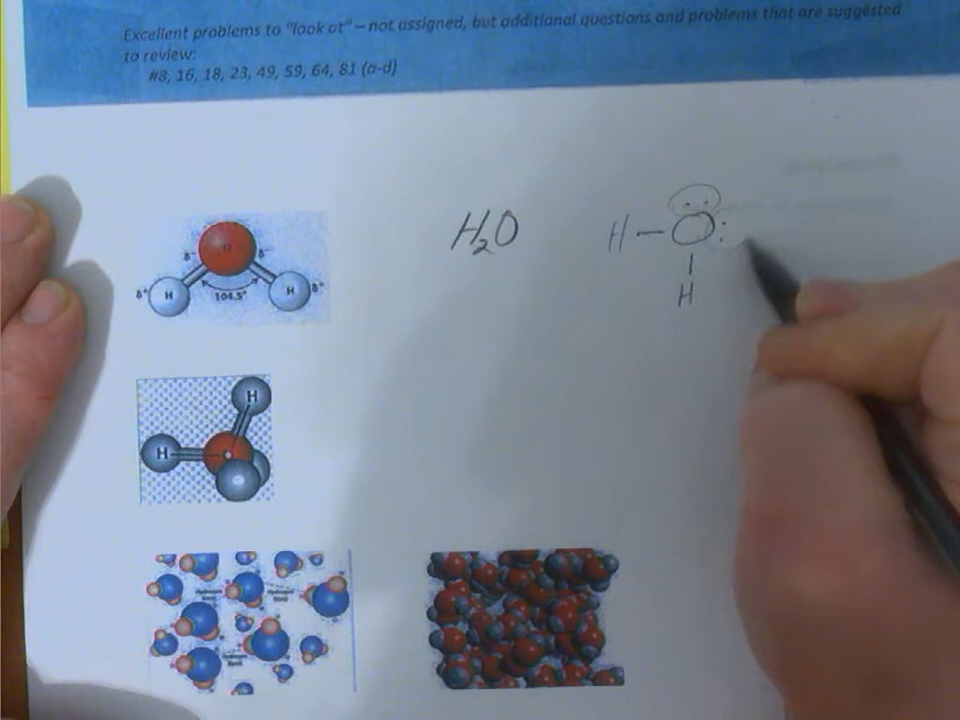 Excellent problems to "look at" – not assigned, but additional questions and problems that are suggested
to review:
#8, 16, 18, 23, 49, 59, 64, 81 (a-d)
H₂O
H — O :
H
O
δ⁻ δ⁻
δ⁺ H 104.5° H δ⁺
H
H